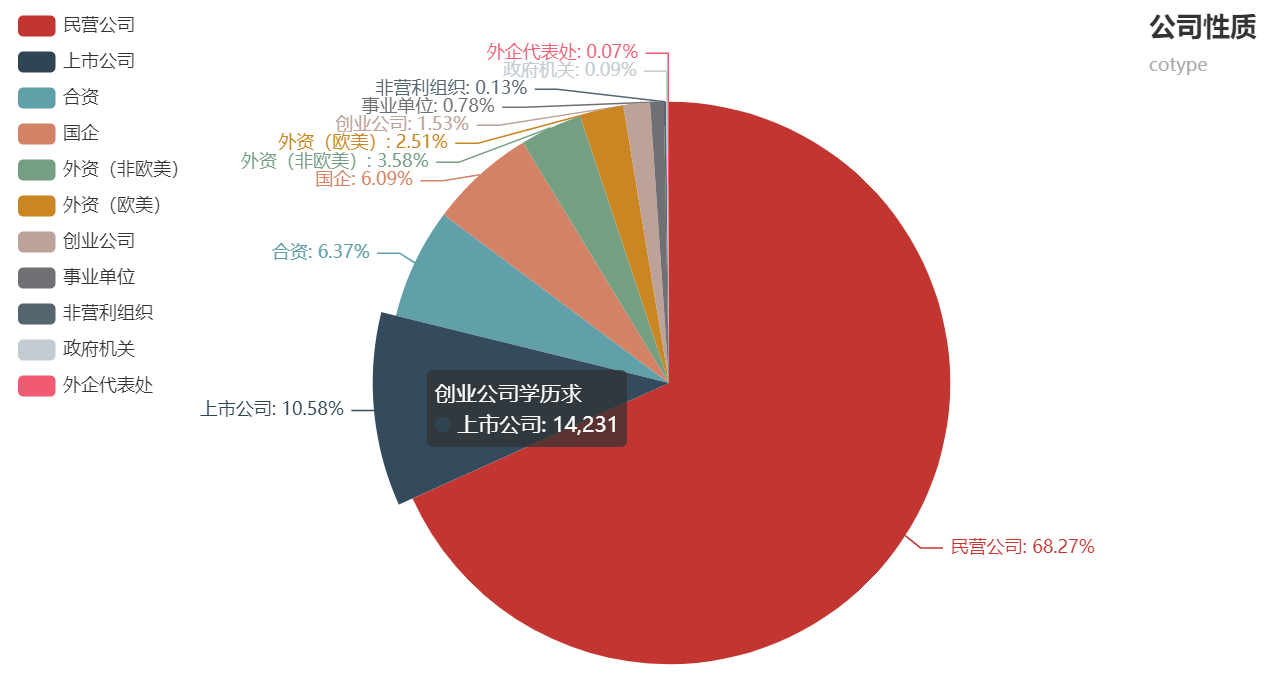 民营公司
上市公司
合资
国企
外资（非欧美）
外资（欧美）
创业公司
事业单位
非营利组织
政府机关
外企代表处
公司性质
cotype
外企代表处: 0.07%
政府机关: 0.09%
非营利组织: 0.13%
事业单位: 0.78%
创业公司: 1.53%
外资（欧美）: 2.51%
外资（非欧美）: 3.58%
国企: 6.09%
合资: 6.37%
创业公司学历求
上市公司: 14,231
上市公司: 10.58%
民营公司: 68.27%